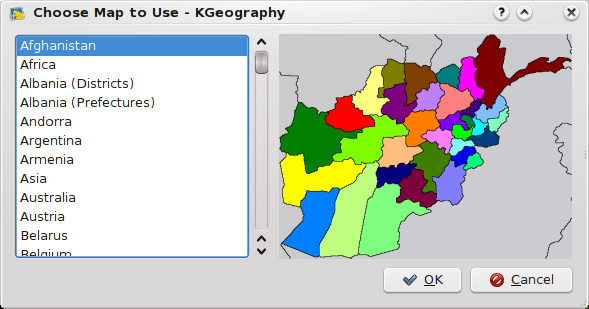 Choose Map to Use - KGeography
Afghanistan
Africa
Albania (Districts)
Albania (Prefectures)
Andorra
Argentina
Armenia
Asia
Australia
Austria
Belarus
Belgium
OK
Cancel